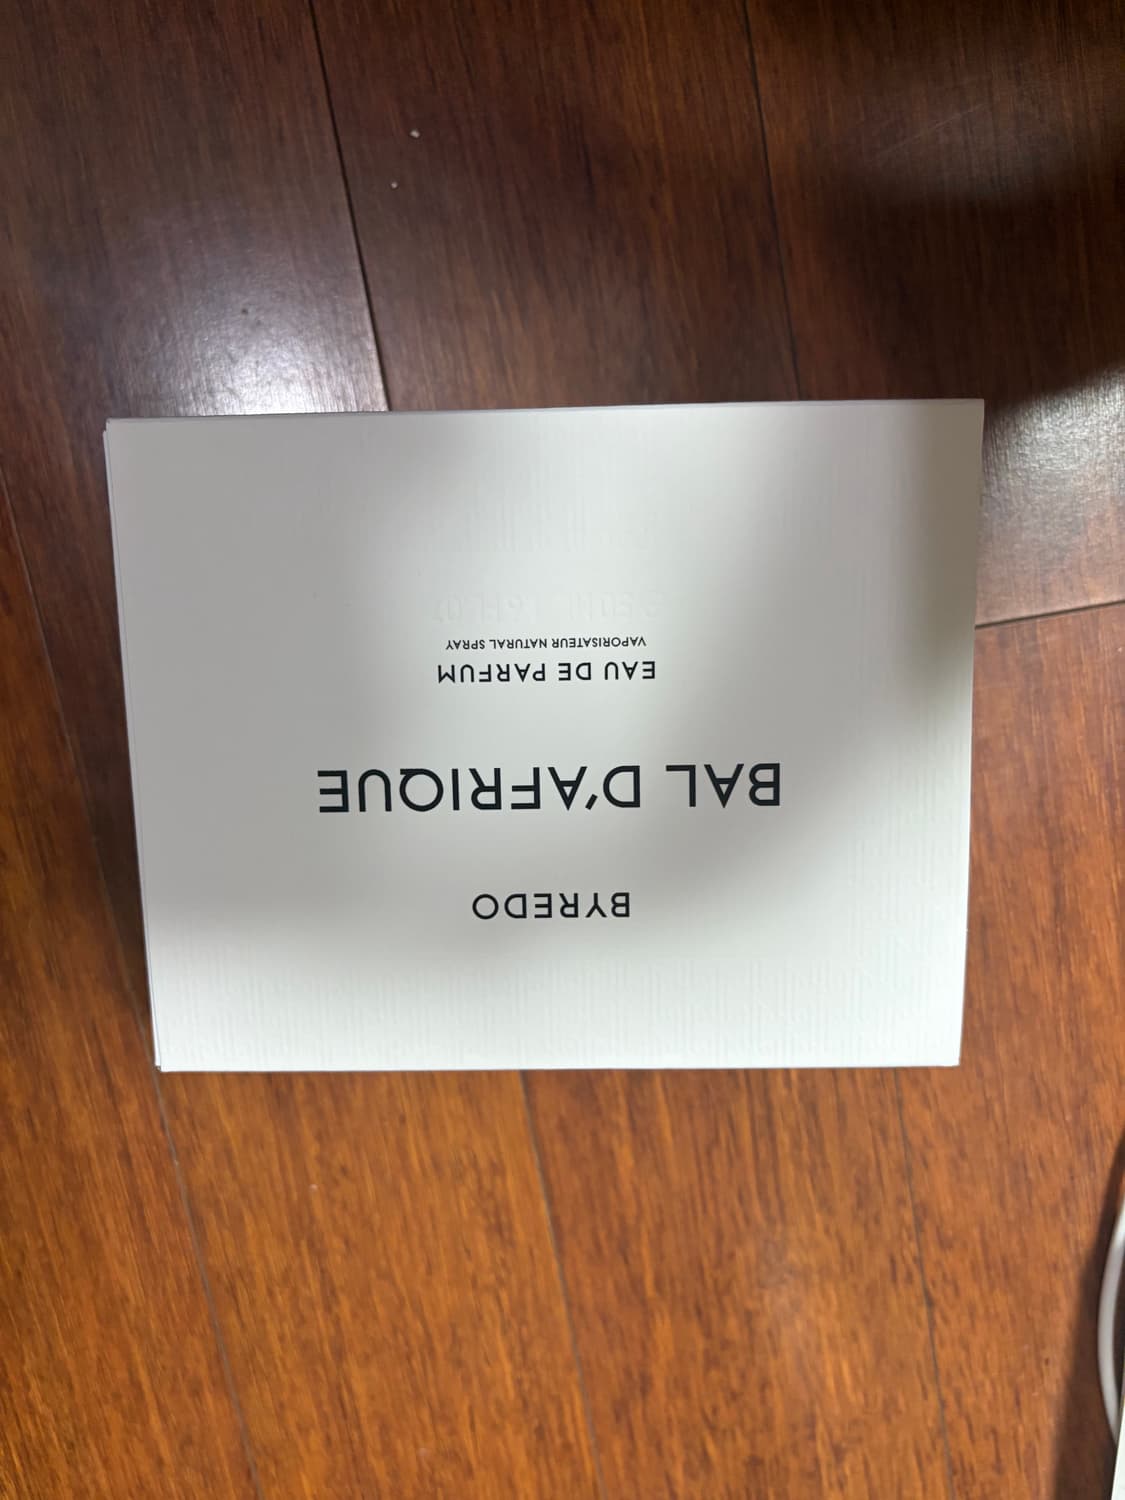 BYREDO
BAL D'AFRIQUE
EAU DE PARFUM
VAPORISATEUR NATURAL SPRAY